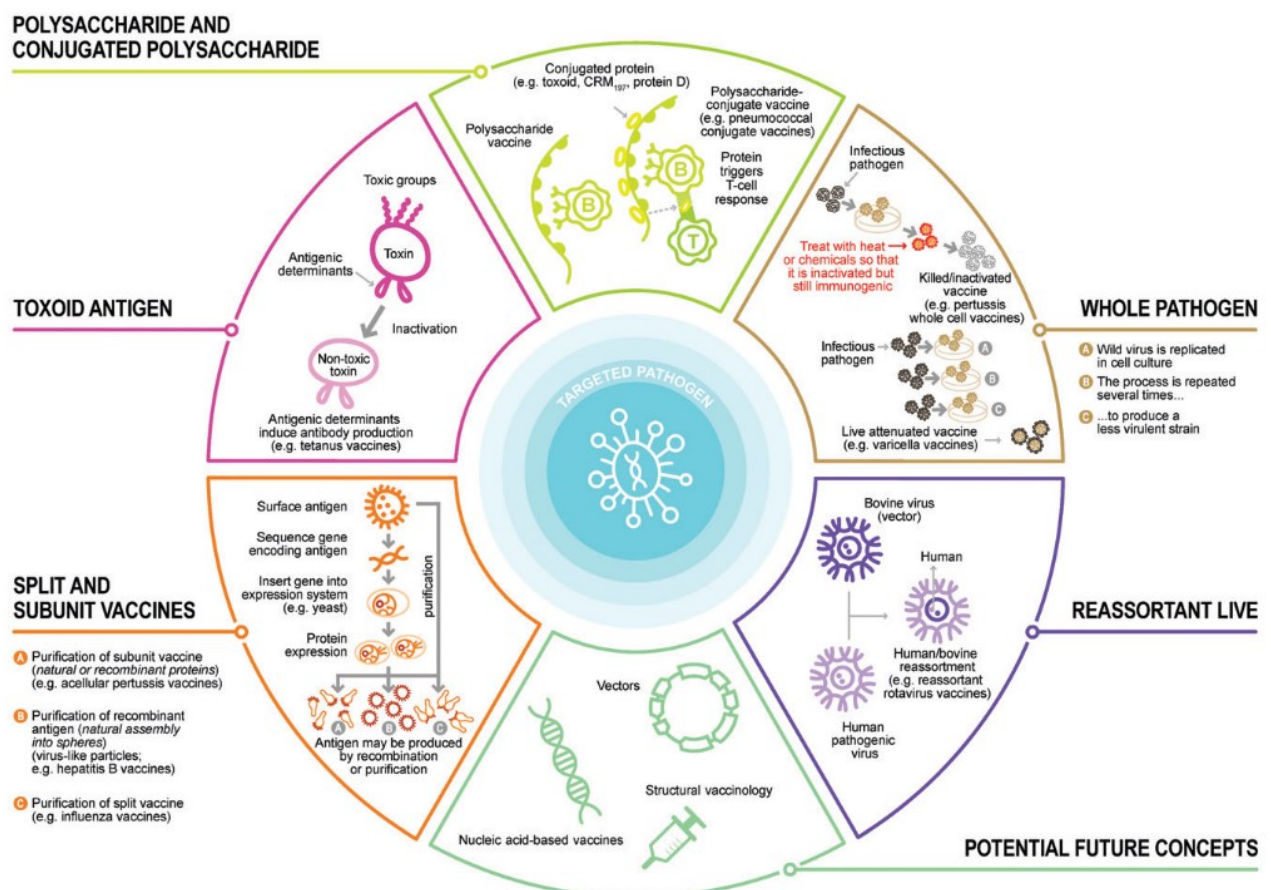 POLYSACCHARIDE AND
CONJUGATED POLYSACCHARIDE
Conjugated protein
(e.g. toxoid, CRM197, protein D)
Polysaccharide
vaccine
Polysaccharide-
conjugate vaccine
(e.g. pneumococcal
conjugate vaccines)
Protein
triggers
T-cell
response
B
B
T
TOXOID ANTIGEN
Toxic groups
Toxin
Antigenic
determinants
Inactivation
Non-toxic
toxin
Antigenic determinants
induce antibody production
(e.g. tetanus vaccines)
WHOLE PATHOGEN
Infectious
pathogen
Treat with heat
or chemicals so that
it is inactivated but
still immunogenic
Killed/inactivated
vaccine
(e.g. pertussis
whole cell vaccines)
Infectious
pathogen
A
B
C
Live attenuated vaccine
(e.g. varicella vaccines)
A Wild virus is replicated
in cell culture
B The process is repeated
several times...
C ...to produce a
less virulent strain
TARGETED PATHOGEN
SPLIT AND
SUBUNIT VACCINES
A Purification of subunit vaccine
(natural or recombinant proteins)
(e.g. acellular pertussis vaccines)
B Purification of recombinant
antigen (natural assembly
into spheres)
(virus-like particles;
e.g. hepatitis B vaccines)
C Purification of split vaccine
(e.g. influenza vaccines)
Surface antigen
Sequence gene
encoding antigen
Insert gene into
expression system
(e.g. yeast)
Protein
expression
purification
A
B
C
Antigen may be produced
by recombination
or purification
REASSORTANT LIVE
Bovine virus
(vector)
Human
Human/bovine
reassortment
(e.g. reassortant
rotavirus vaccines)
Human
pathogenic
virus
POTENTIAL FUTURE CONCEPTS
Vectors
Structural vaccinology
Nucleic acid-based vaccines